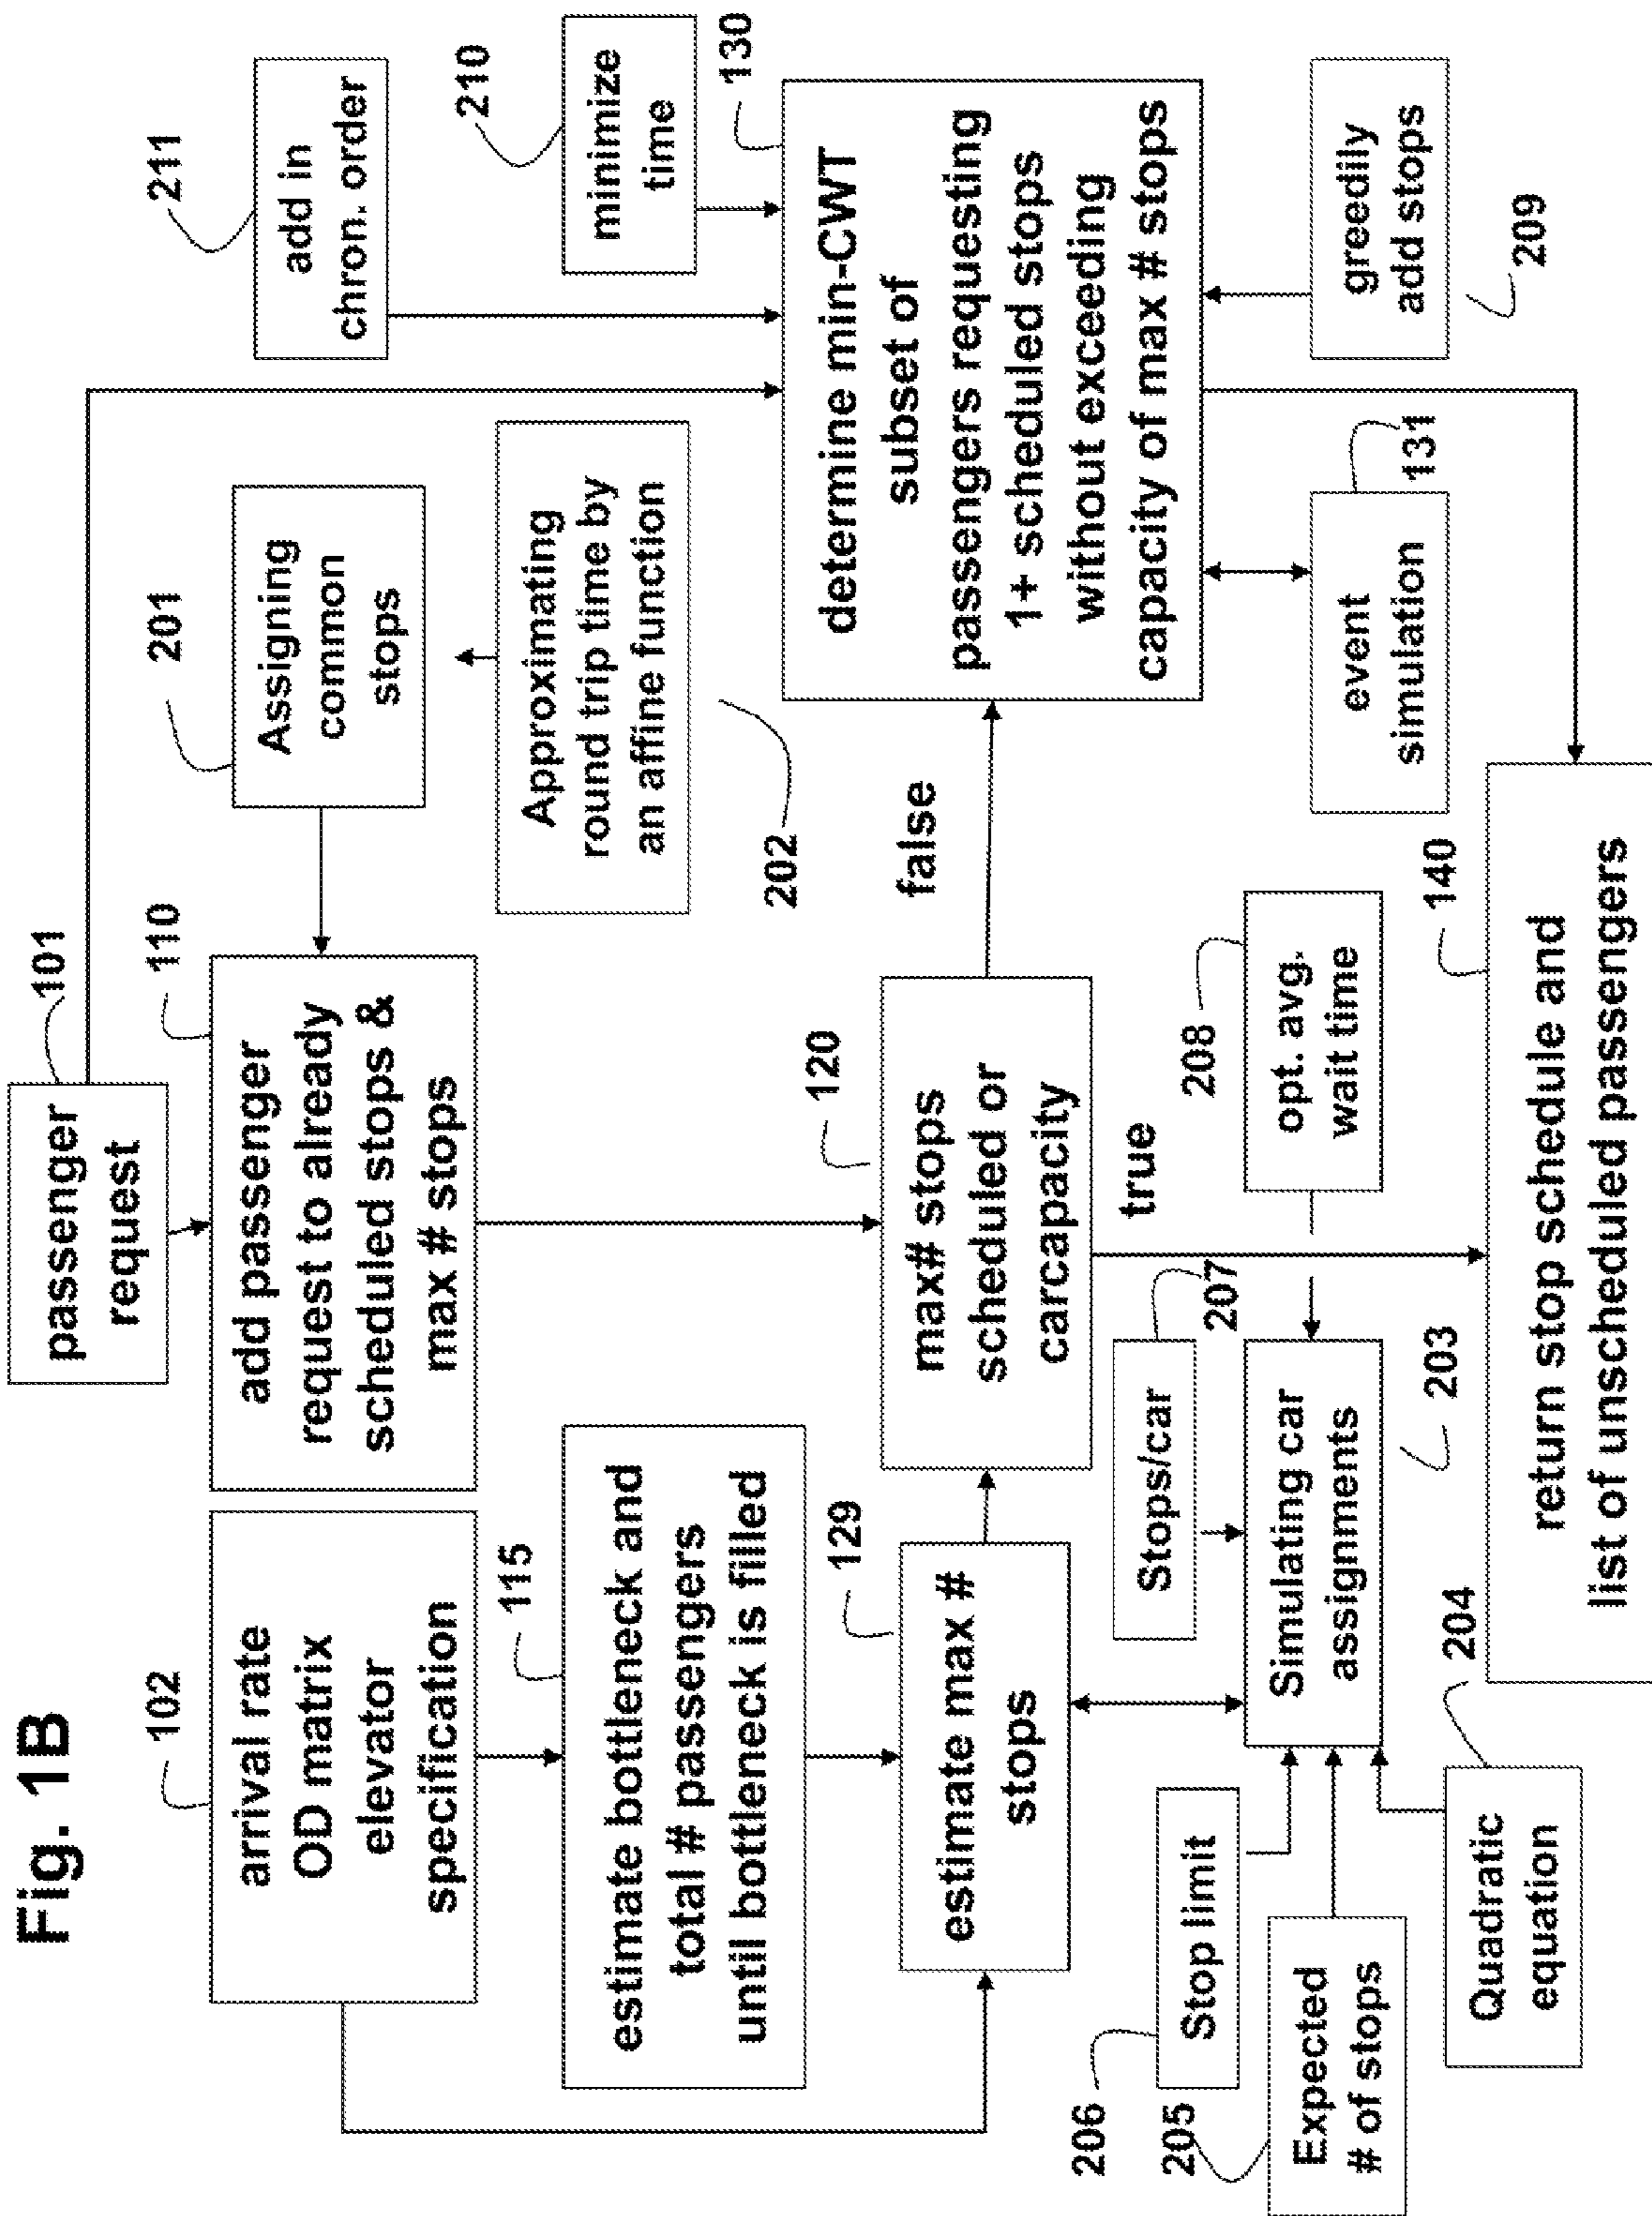 Fig. 1B
102
arrival rate
OD matrix
elevator
specification
passenger
request
101
110
add passenger
request to already
scheduled stops &
max # stops
201
Assigning
common
stops
211
add in
chron. order
210
minimize
time
115
estimate bottleneck and
total # passengers
until bottleneck is filled
Approximating
round trip time by
an affine function
202
130
determine min-CWT
subset of
passengers requesting
1+ scheduled stops
without exceeding
capacity of max # stops
129
estimate max #
stops
120
max# stops
scheduled or
carcapacity
false
true
206
Stop limit
205
Expected
# of stops
Quadratic
equation
204
Stops/car
207
Simulating car
assignments
203
208
opt. avg.
wait time
event
simulation
131
greedily
add stops
209
140
return stop schedule and
list of unscheduled passengers